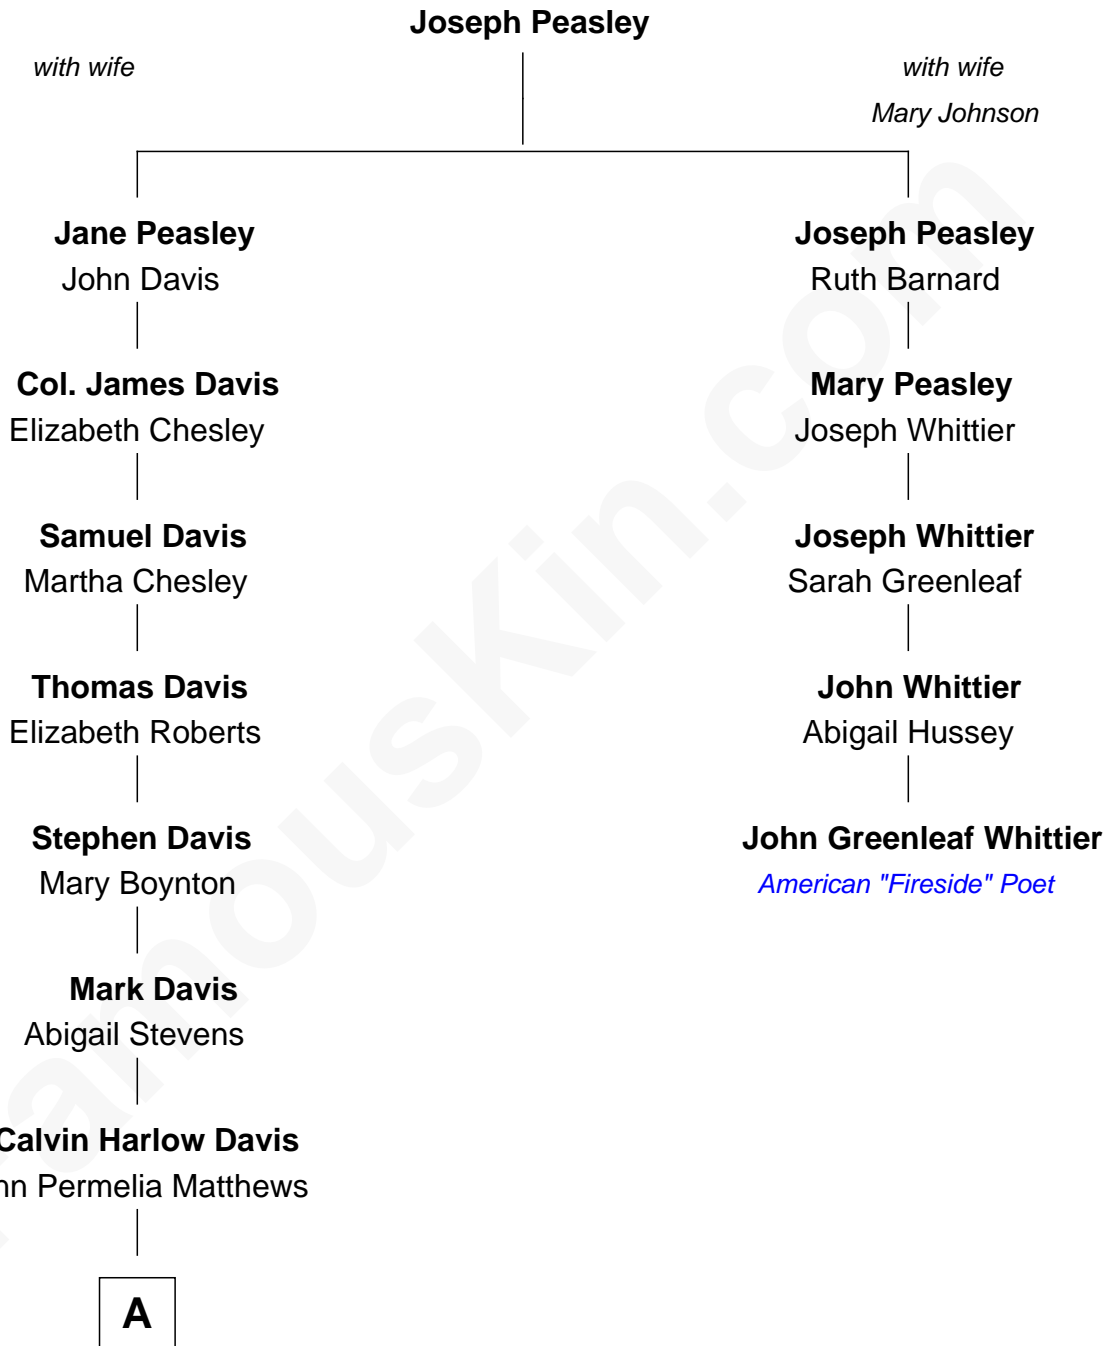 Joseph Peasley
with wife
with wife
Mary Johnson
Jane Peasley
John Davis
Joseph Peasley
Ruth Barnard
Col. James Davis
Elizabeth Chesley
Mary Peasley
Joseph Whittier
Samuel Davis
Martha Chesley
Joseph Whittier
Sarah Greenleaf
Thomas Davis
Elizabeth Roberts
John Whittier
Abigail Hussey
Stephen Davis
Mary Boynton
John Greenleaf Whittier
American "Fireside" Poet
Mark Davis
Abigail Stevens
Calvin Harlow Davis
nn Permelia Matthews
A
amouskin.com